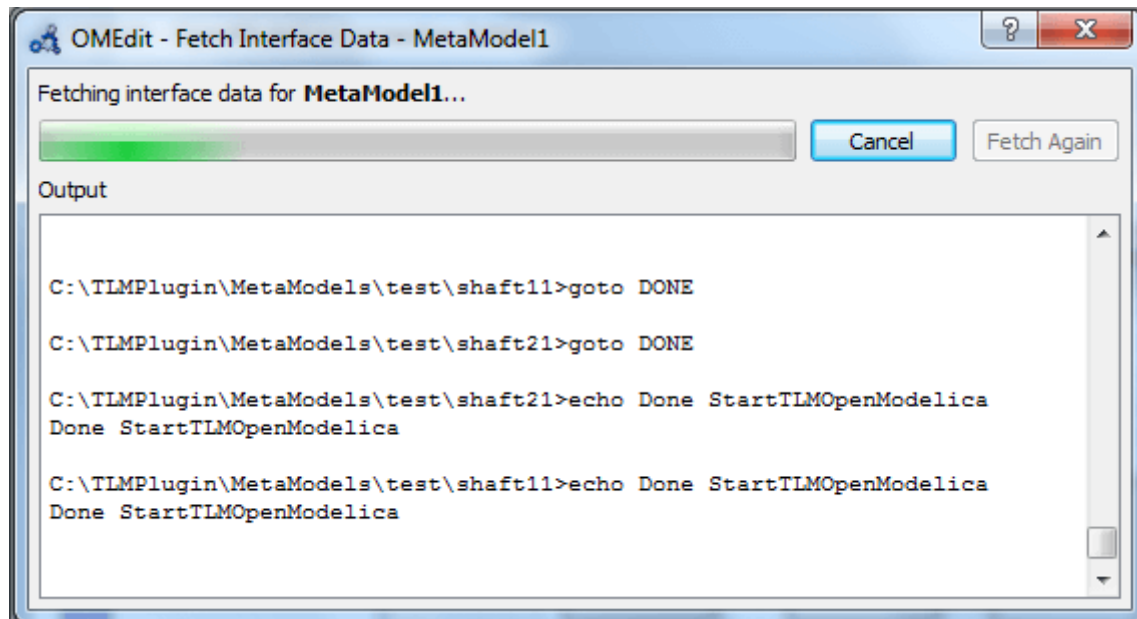 OMEdit - Fetch Interface Data - MetaModel1
Fetching interface data for MetaModel1...
Cancel
Fetch Again
Output
C:\TLMPlugin\MetaModels\test\shaft11>goto DONE
C:\TLMPlugin\MetaModels\test\shaft21>goto DONE
C:\TLMPlugin\MetaModels\test\shaft21>echo Done StartTLMOpenModelica
Done StartTLMOpenModelica
C:\TLMPlugin\MetaModels\test\shaft11>echo Done StartTLMOpenModelica
Done StartTLMOpenModelica